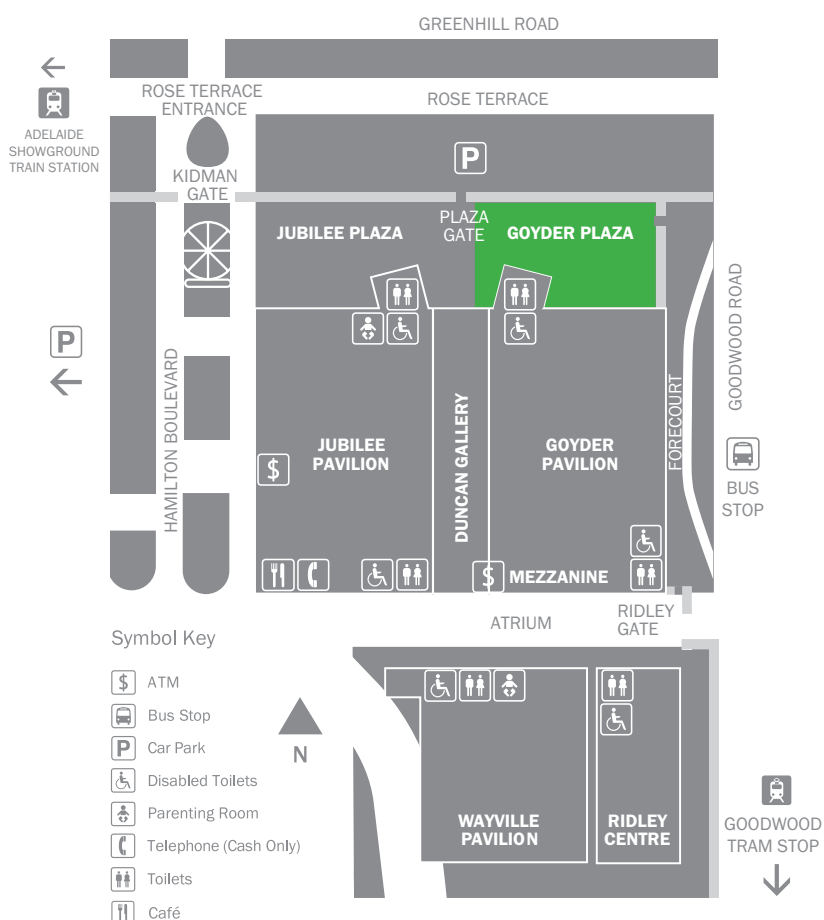 GREENHILL ROAD
ROSE TERRACE
ENTRANCE
ROSE TERRACE
ADELAIDE
SHOWGROUND
TRAIN STATION
P
KIDMAN
GATE
JUBILEE PLAZA
PLAZA
GATE
GOYDER PLAZA
GOODWOOD ROAD
P
HAMILTON BOULEVARD
JUBILEE
PAVILION
$
DUNCAN GALLERY
GOYDER
PAVILION
FORECOURT
BUS
STOP
$
MEZZANINE
ATRIUM
RIDLEY
GATE
Symbol Key
$ ATM
Bus Stop
P Car Park
Disabled Toilets
Parenting Room
Telephone (Cash Only)
Toilets
Café
N
WAYVILLE
PAVILION
RIDLEY
CENTRE
GOODWOOD
TRAM STOP